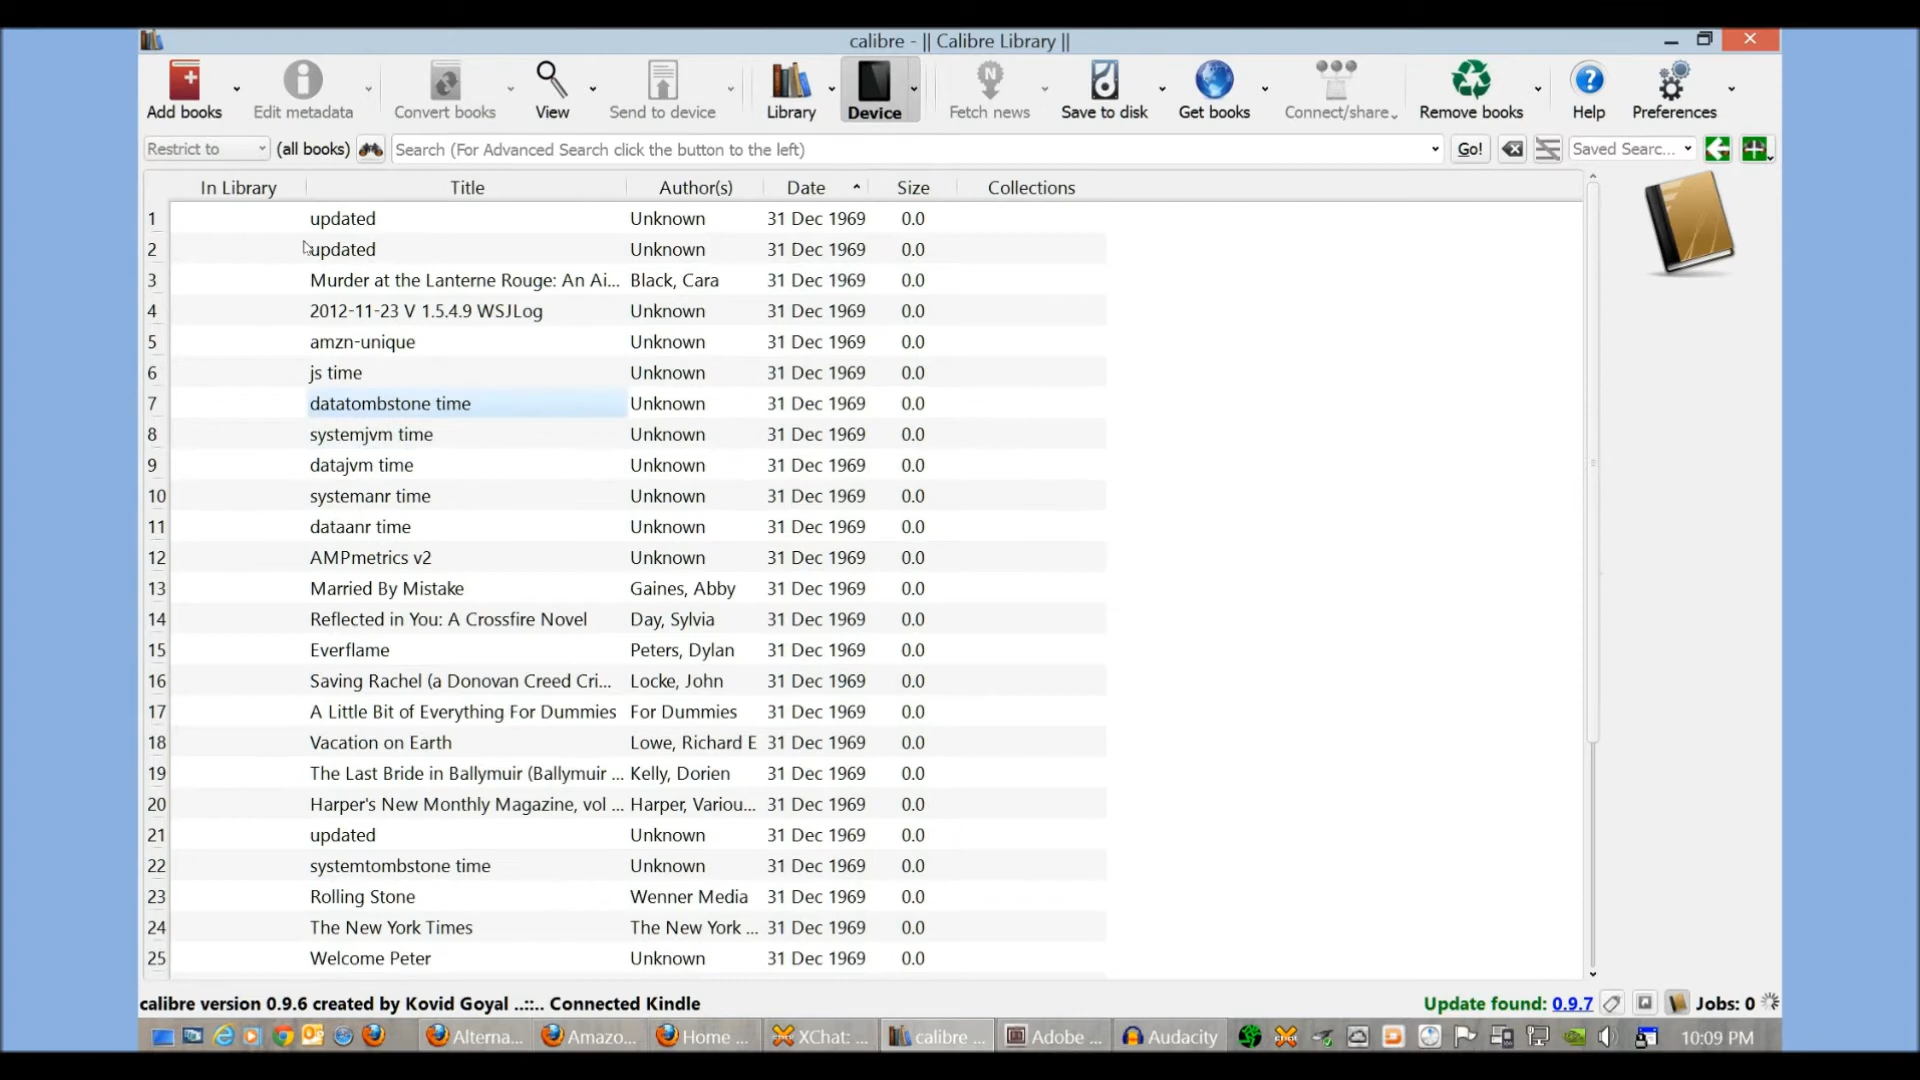 calibre - || Calibre Library ||
Add books Edit metadata Convert books View Send to device Library Device Fetch news Save to disk Get books Connect/share Remove books Help Preferences
Restrict to (all books) Search (For Advanced Search click the button to the left) Go! Saved Searc...
In Library Title Author(s) Date Size Collections
1 updated Unknown 31 Dec 1969 0.0
2 updated Unknown 31 Dec 1969 0.0
3 Murder at the Lanterne Rouge: An Ai... Black, Cara 31 Dec 1969 0.0
4 2012-11-23 V 1.5.4.9 WSJLog Unknown 31 Dec 1969 0.0
5 amzn-unique Unknown 31 Dec 1969 0.0
6 js time Unknown 31 Dec 1969 0.0
7 datatombstone time Unknown 31 Dec 1969 0.0
8 systemjvm time Unknown 31 Dec 1969 0.0
9 datajvm time Unknown 31 Dec 1969 0.0
10 systemanr time Unknown 31 Dec 1969 0.0
11 dataanr time Unknown 31 Dec 1969 0.0
12 AMPmetrics v2 Unknown 31 Dec 1969 0.0
13 Married By Mistake Gaines, Abby 31 Dec 1969 0.0
14 Reflected in You: A Crossfire Novel Day, Sylvia 31 Dec 1969 0.0
15 Everflame Peters, Dylan 31 Dec 1969 0.0
16 Saving Rachel (a Donovan Creed Cri... Locke, John 31 Dec 1969 0.0
17 A Little Bit of Everything For Dummies For Dummies 31 Dec 1969 0.0
18 Vacation on Earth Lowe, Richard E 31 Dec 1969 0.0
19 The Last Bride in Ballymuir (Ballymuir ... Kelly, Dorien 31 Dec 1969 0.0
20 Harper's New Monthly Magazine, vol ... Harper, Variou... 31 Dec 1969 0.0
21 updated Unknown 31 Dec 1969 0.0
22 systemtombstone time Unknown 31 Dec 1969 0.0
23 Rolling Stone Wenner Media 31 Dec 1969 0.0
24 The New York Times The New York ... 31 Dec 1969 0.0
25 Welcome Peter Unknown 31 Dec 1969 0.0
calibre version 0.9.6 created by Kovid Goyal ..::.. Connected Kindle Update found: 0.9.7 Jobs: 0
Alterna... Amazo... Home ... XChat: ... calibre ... Adobe ... Audacity 10:09 PM